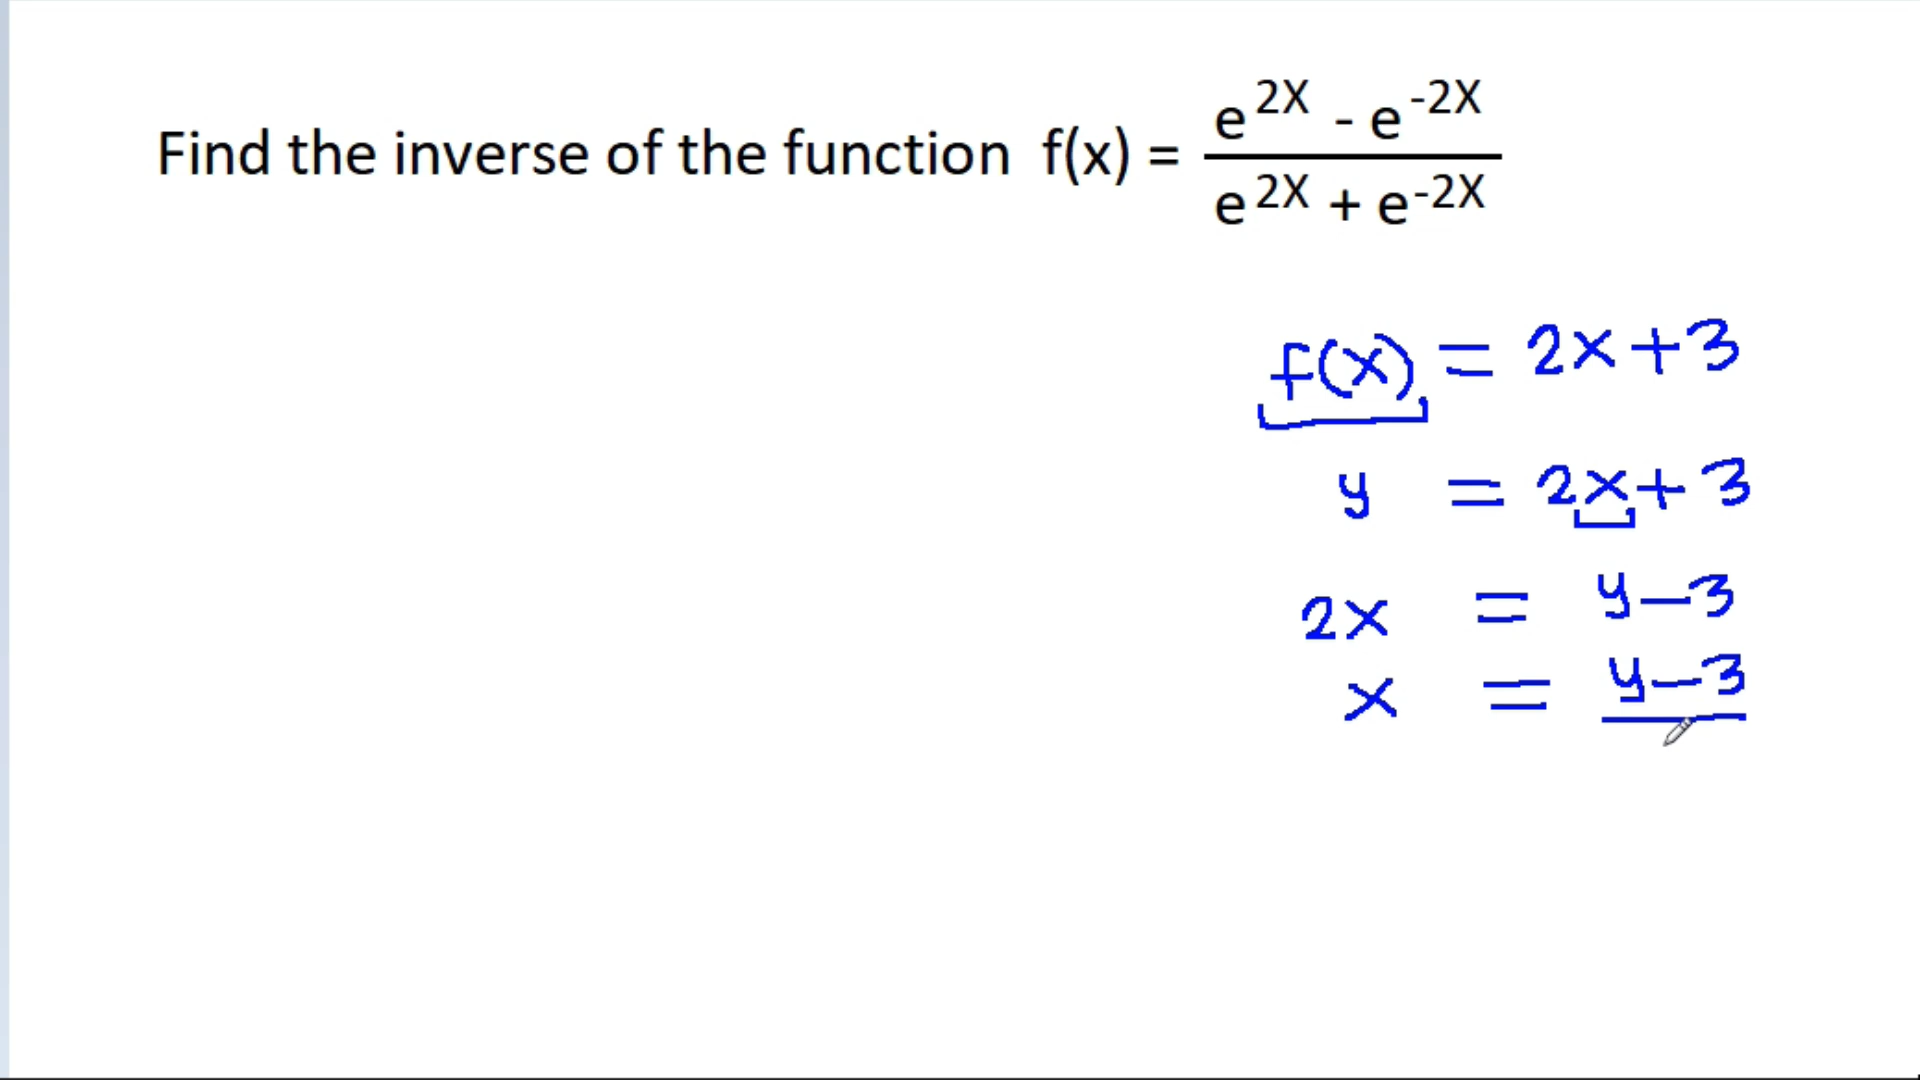 Find the inverse of the function f(x) = (e^2X - e^-2X) / (e^2X + e^-2X)
f(x) = 2x+3
y = 2x+3
2x = y-3
x = y-3